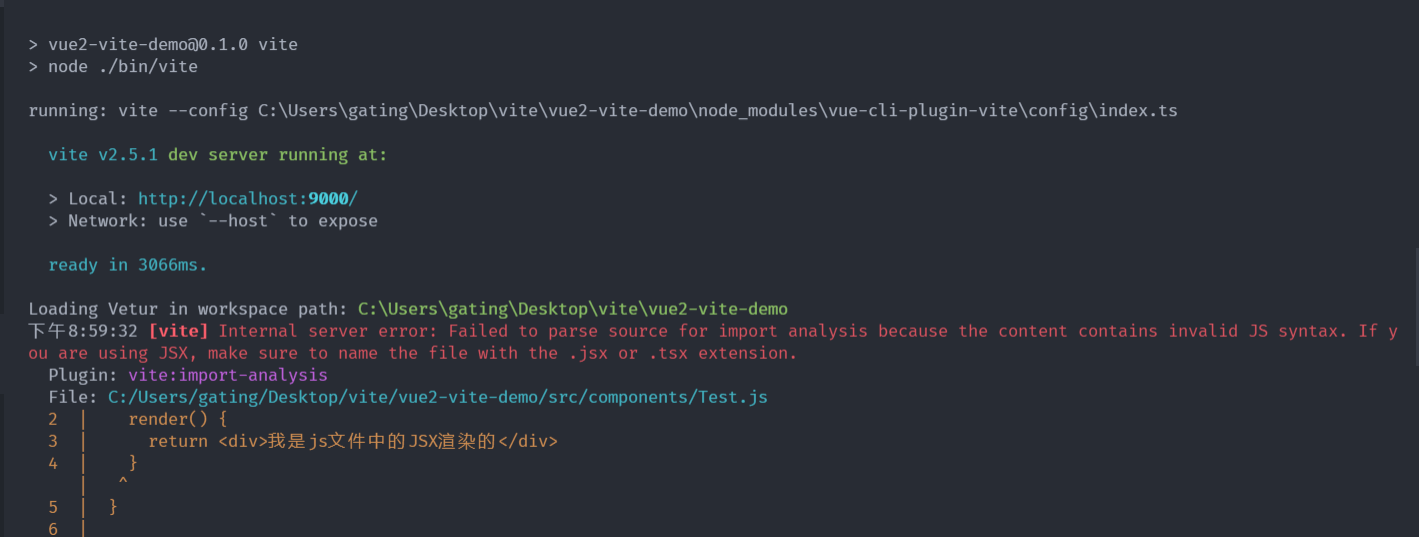 > vue2-vite-demo@0.1.0 vite
> node ./bin/vite
running: vite --config C:\Users\gating\Desktop\vite\vue2-vite-demo\node_modules\vue-cli-plugin-vite\config\index.ts
vite v2.5.1 dev server running at:
> Local: http://localhost:9000/
> Network: use `--host` to expose
ready in 3066ms.
Loading Vetur in workspace path: C:\Users\gating\Desktop\vite\vue2-vite-demo
下午8:59:32 [vite] Internal server error: Failed to parse source for import analysis because the content contains invalid JS syntax. If y
ou are using JSX, make sure to name the file with the .jsx or .tsx extension.
Plugin: vite:import-analysis
File: C:/Users/gating/Desktop/vite/vue2-vite-demo/src/components/Test.js
2 | render() {
3 | return <div>我是js文件中的JSX渲染的</div>
4 | }
| ^
5 | }
6 |